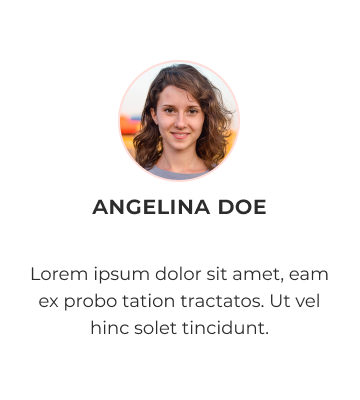 ANGELINA DOE
Lorem ipsum dolor sit amet, eam
ex probo tation tractatos. Ut vel
hinc solet tincidunt.